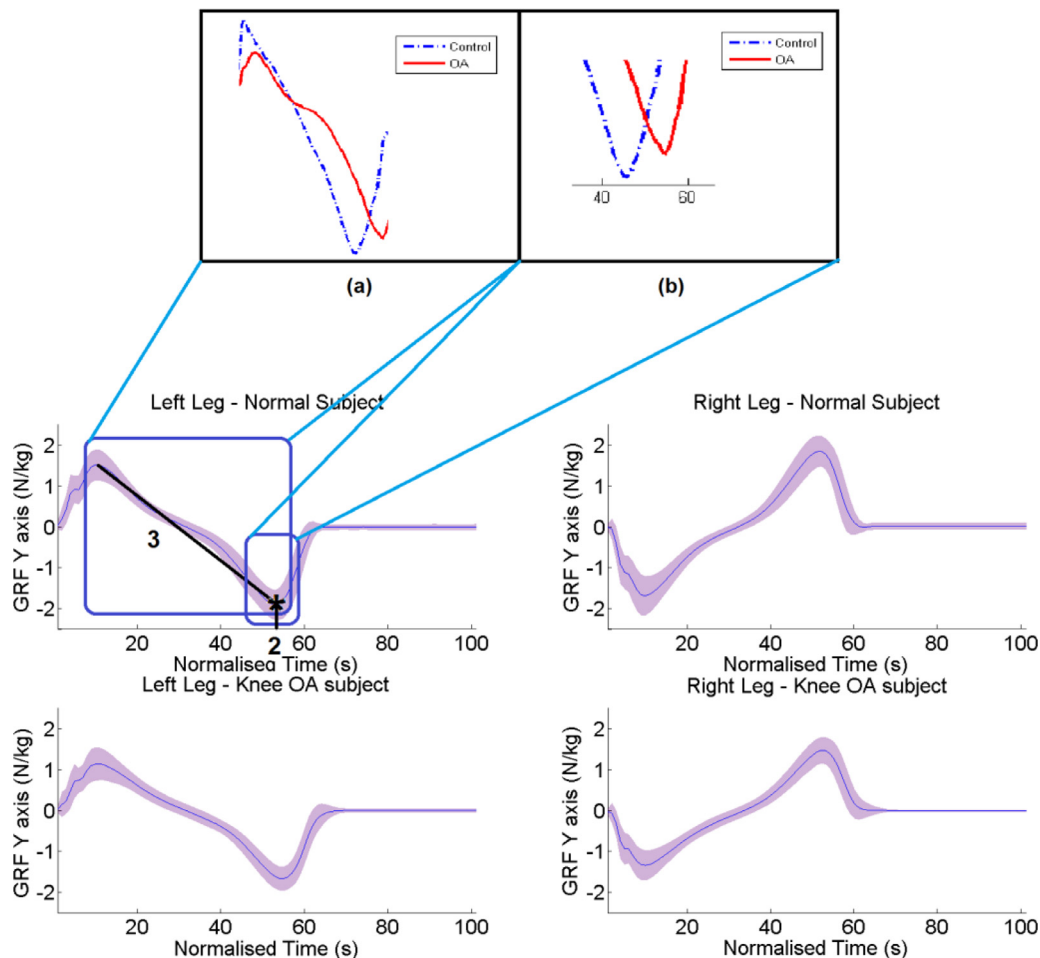 Control
OA
Control
OA
40 60
(a)
(b)
Left Leg - Normal Subject
GRF Y axis (N/kg)
2
1
0
-1
-2
3
*
2
20 40 60 80 100
Normalised Time (s)
Right Leg - Normal Subject
GRF Y axis (N/kg)
2
1
0
-1
-2
20 40 60 80 100
Normalised Time (s)
Left Leg - Knee OA subject
GRF Y axis (N/kg)
2
1
0
-1
-2
20 40 60 80 100
Normalised Time (s)
Right Leg - Knee OA subject
GRF Y axis (N/kg)
2
1
0
-1
-2
20 40 60 80 100
Normalised Time (s)